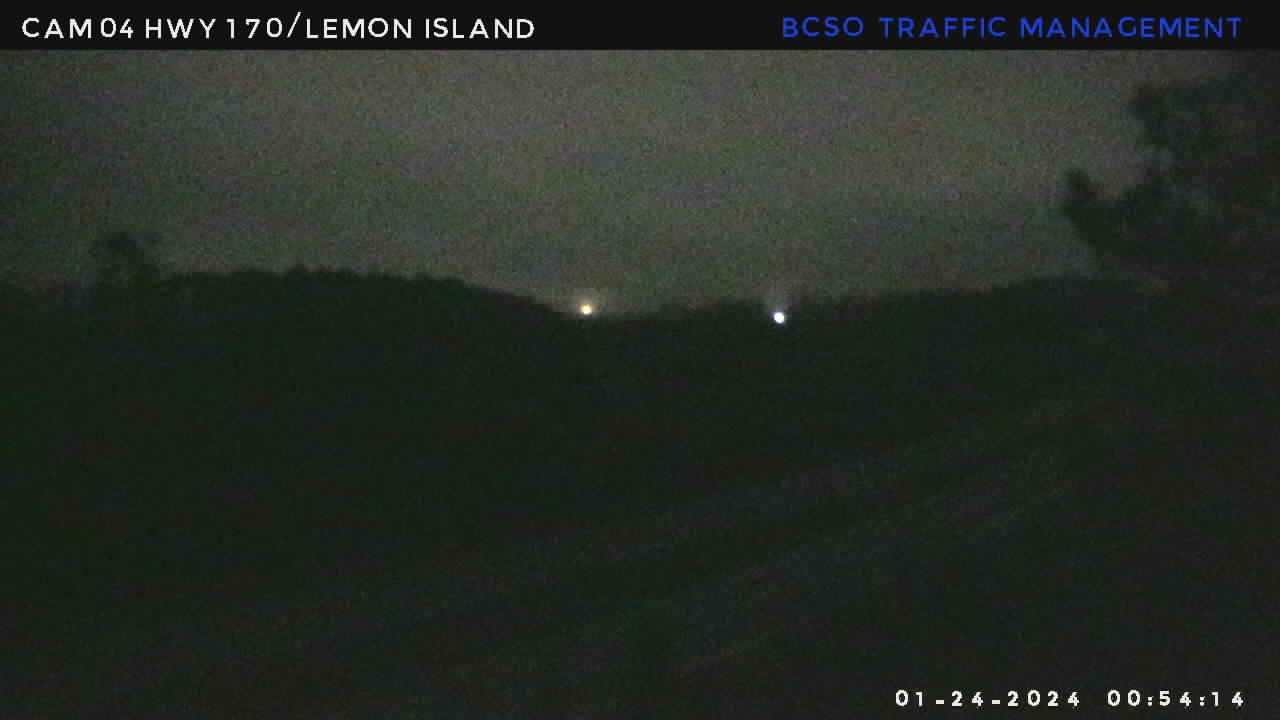 CAM04 HWY 170/LEMON ISLAND
BCSO TRAFFIC MANAGEMENT
01-24-2024 00:54:14